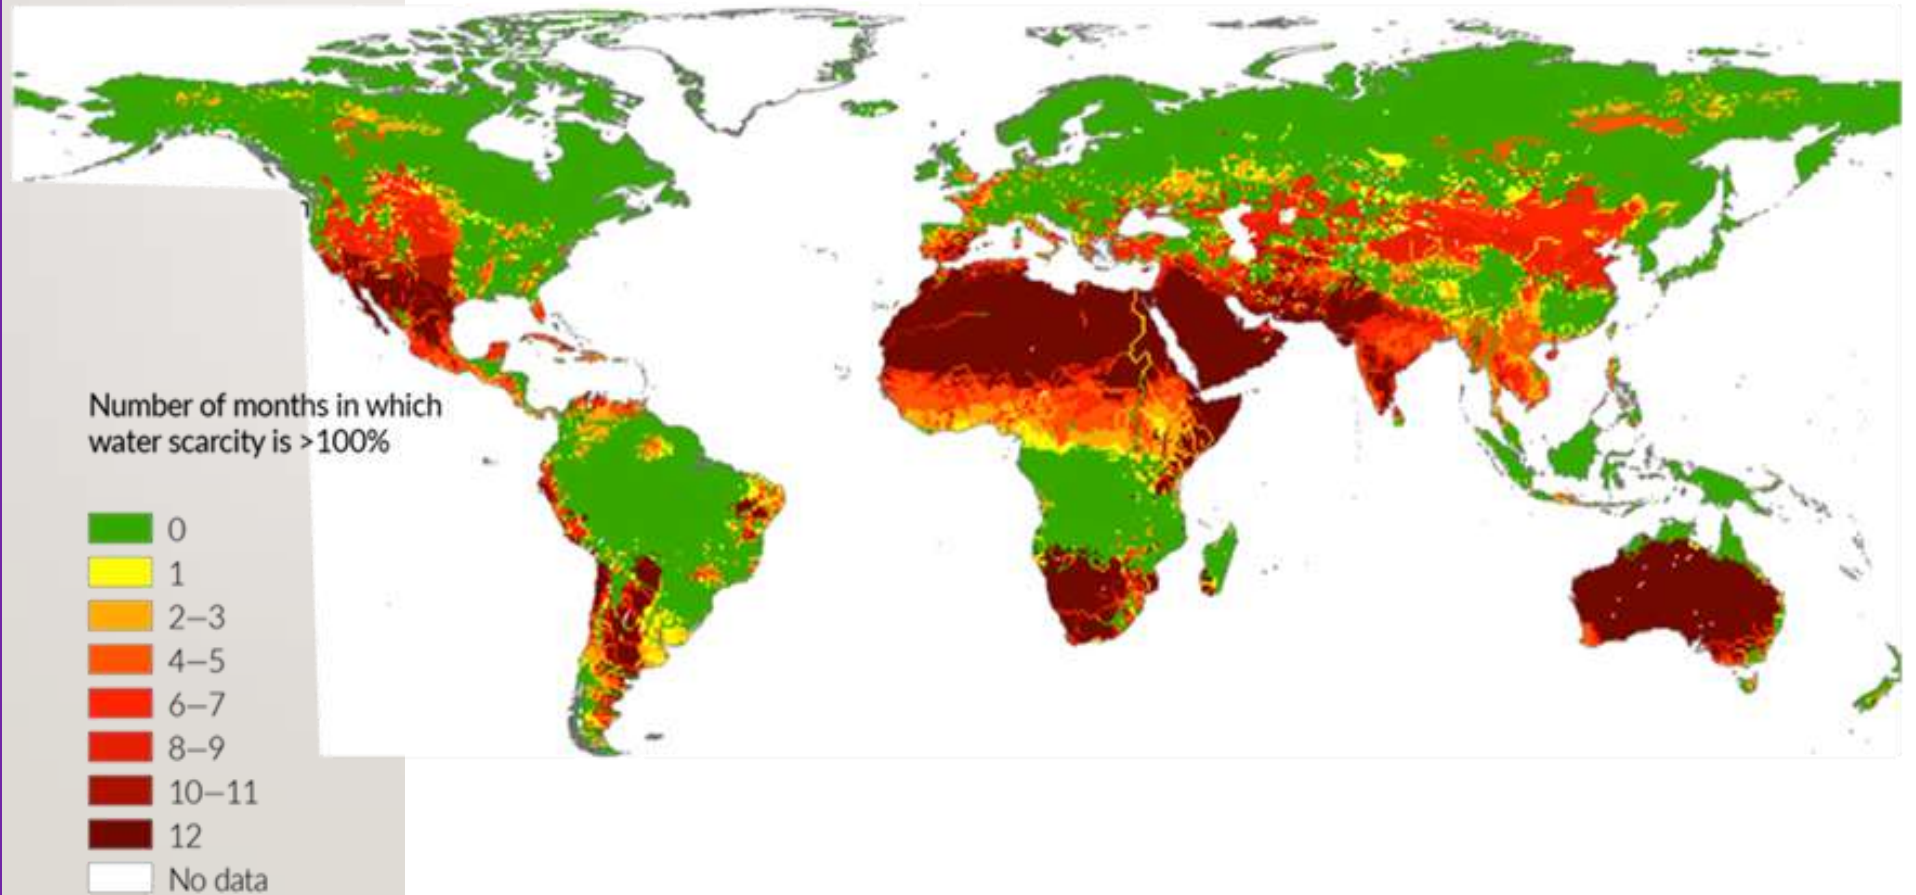 Number of months in which
water scarcity is >100%
0
1
2–3
4–5
6–7
8–9
10–11
12
No data